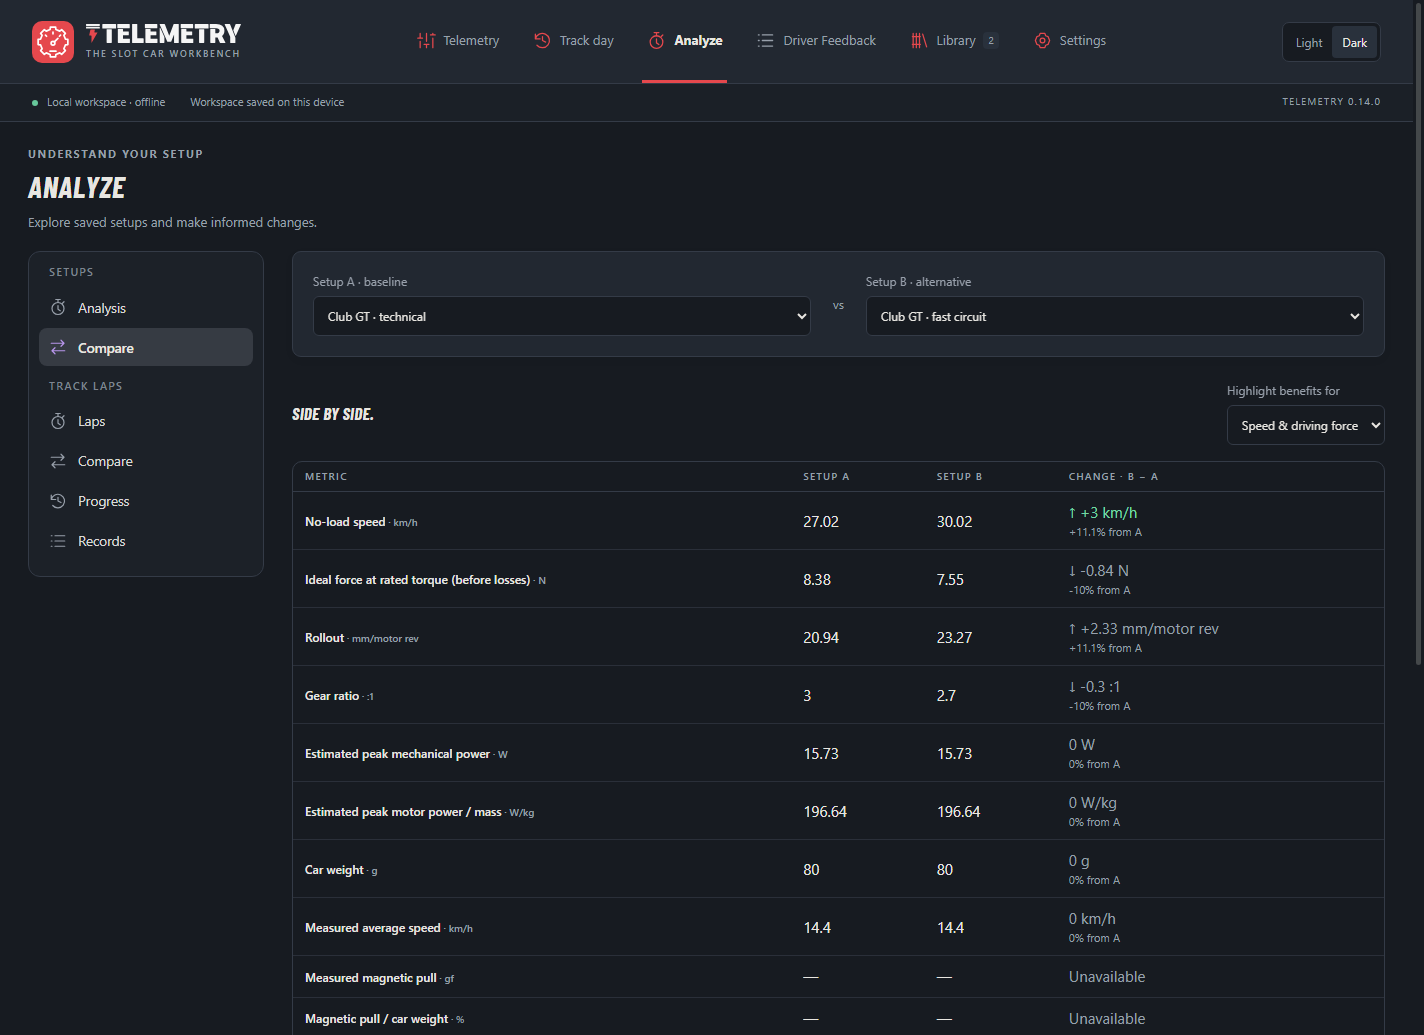 TELEMETRY
THE SLOT CAR WORKBENCH
Telemetry
Track day
Analyze
Driver Feedback
Library 2
Settings
Light Dark
Local workspace · offline
Workspace saved on this device
TELEMETRY 0.14.0
UNDERSTAND YOUR SETUP
ANALYZE
Explore saved setups and make informed changes.
SETUPS
Analysis
Compare
TRACK LAPS
Laps
Compare
Progress
Records
Setup A · baseline
Club GT · technical
vs
Setup B · alternative
Club GT · fast circuit
SIDE BY SIDE.
Highlight benefits for
Speed & driving force
METRIC SETUP A SETUP B CHANGE · B − A
No-load speed · km/h 27.02 30.02 ↑ +3 km/h
+11.1% from A
Ideal force at rated torque (before losses) · N 8.38 7.55 ↓ -0.84 N
-10% from A
Rollout · mm/motor rev 20.94 23.27 ↑ +2.33 mm/motor rev
+11.1% from A
Gear ratio · :1 3 2.7 ↓ -0.3 :1
-10% from A
Estimated peak mechanical power · W 15.73 15.73 0 W
0% from A
Estimated peak motor power / mass · W/kg 196.64 196.64 0 W/kg
0% from A
Car weight · g 80 80 0 g
0% from A
Measured average speed · km/h 14.4 14.4 0 km/h
0% from A
Measured magnetic pull · gf — — Unavailable
Magnetic pull / car weight · % — — Unavailable